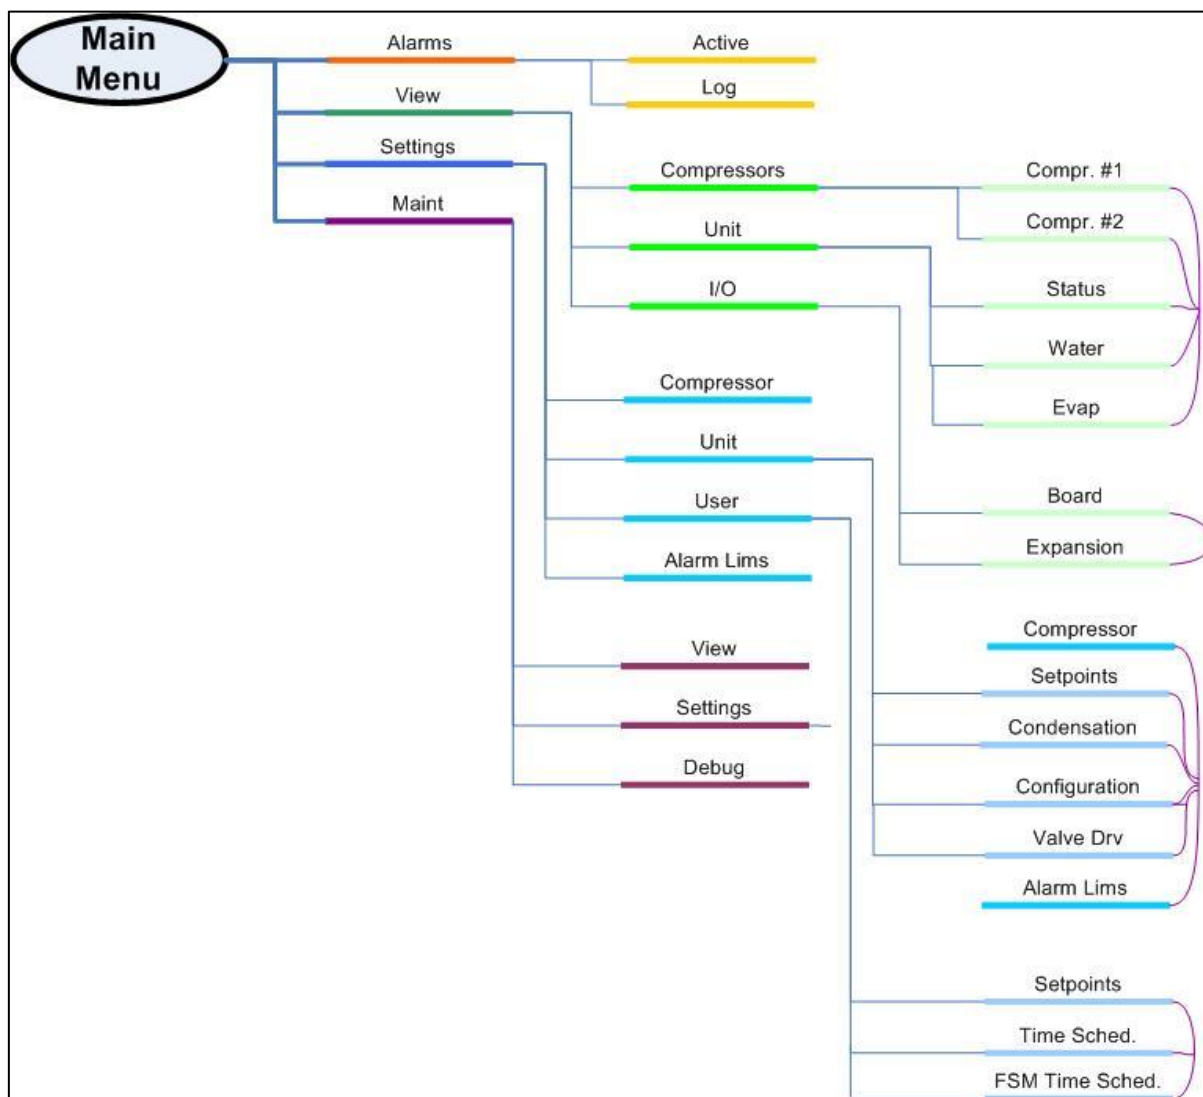 Main
Menu
Alarms
View
Settings
Maint
Active
Log
Compressors
Unit
I/O
Compressor
Unit
User
Alarm Lims
View
Settings
Debug
Compr. #1
Compr. #2
Status
Water
Evap
Board
Expansion
Compressor
Setpoints
Condensation
Configuration
Valve Drv
Alarm Lims
Setpoints
Time Sched.
FSM Time Sched.